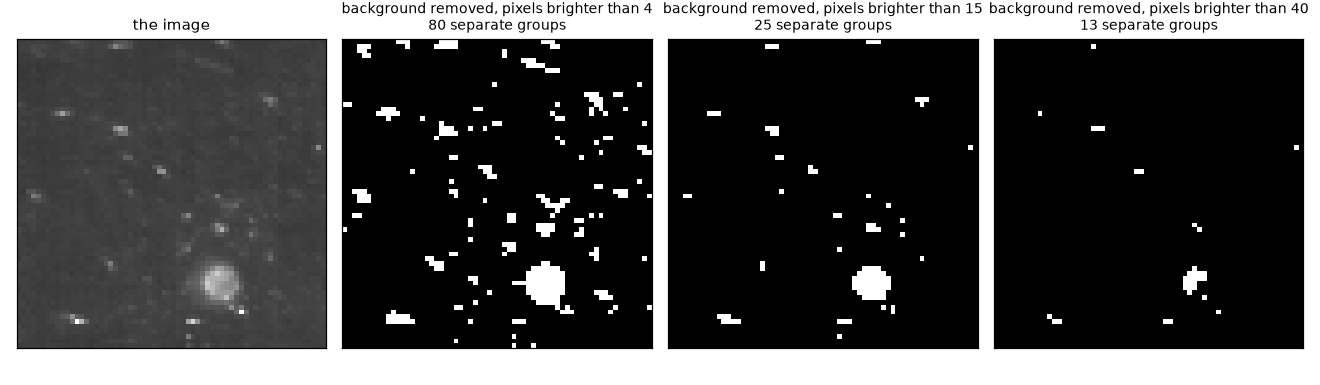 the image
background removed, pixels brighter than 4
80 separate groups
background removed, pixels brighter than 15
25 separate groups
background removed, pixels brighter than 40
13 separate groups